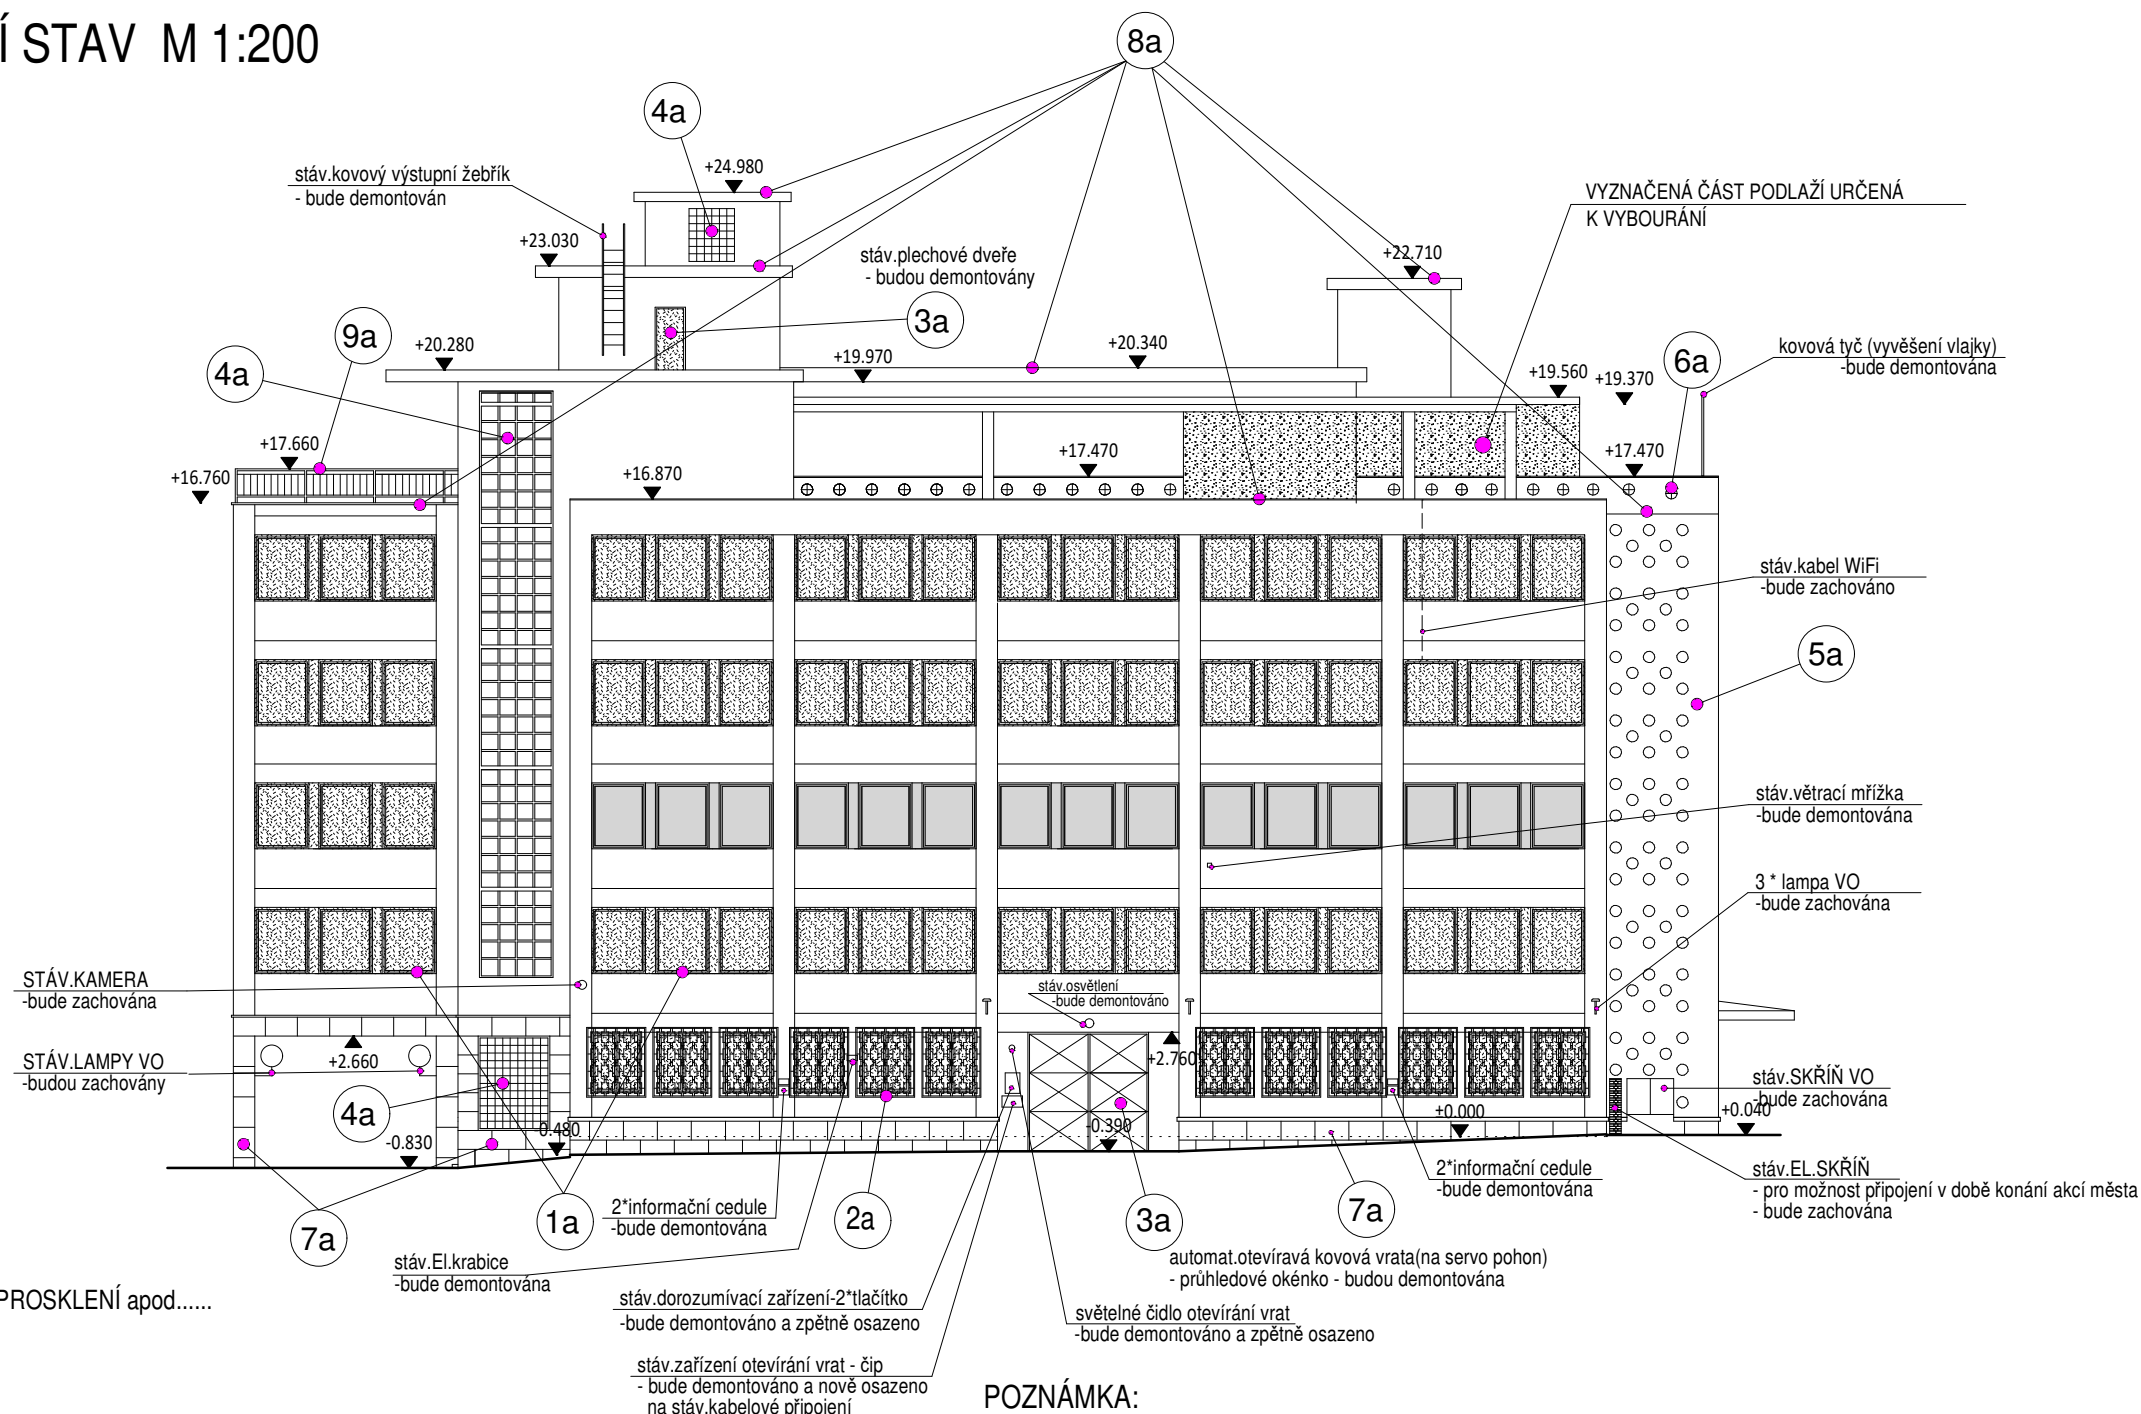 Í STAV  M 1:200
8a
4a
+24.980
stáv.kovový výstupní žebřík
- bude demontován
VYZNAČENÁ ČÁST PODLAŽÍ URČENÁ
K VYBOURÁNÍ
+23.030
stáv.plechové dveře
- budou demontovány
+22.710
3a
9a
+20.280
+19.970
+20.340
6a
kovová tyč (vyvěšení vlajky)
-bude demontována
4a
+19.560
+19.370
+17.660
+17.470
+17.470
+16.760
+16.870
stáv.kabel WiFi
-bude zachováno
5a
stáv.větrací mřížka
-bude demontována
3 * lampa VO
-bude zachována
STÁV.KAMERA
-bude zachována
stáv.osvětlení
-bude demontováno
STÁV.LAMPY VO
-budou zachovány
+2.660
+2.760
stáv.SKŘÍŇ VO
-bude zachována
4a
±0.000
+0.040
-0.830
-0.480
-0.390
2*informační cedule
-bude demontována
stáv.EL.SKŘÍŇ
- pro možnost připojení v době konání akcí města
- bude zachována
7a
1a
2*informační cedule
-bude demontována
2a
3a
7a
stáv.El.krabice
-bude demontována
automat.otevíravá kovová vrata(na servo pohon)
- průhledové okénko - budou demontována
PROSKLENÍ apod......
stáv.dorozumívací zařízení-2*tlačítko
-bude demontováno a zpětně osazeno
světelné čidlo otevírání vrat
-bude demontováno a zpětně osazeno
stáv.zařízení otevírání vrat - čip
- bude demontováno a nově osazeno
na stáv.kabelové připojení
POZNÁMKA: